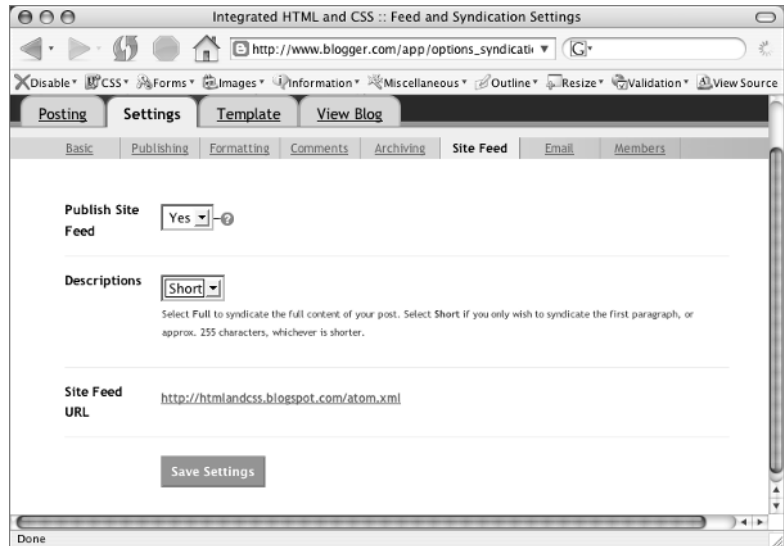 Integrated HTML and CSS :: Feed and Syndication Settings
http://www.blogger.com/app/options_syndicati G
Disable CSS Forms Images Information Miscellaneous Outline Resize Validation View Source
Posting Settings Template View Blog
Basic Publishing Formatting Comments Archiving Site Feed Email Members
Publish Site
Feed
Yes ?
Descriptions
Short
Select Full to syndicate the full content of your post. Select Short if you only wish to syndicate the first paragraph, or
approx. 255 characters, whichever is shorter.
Site Feed
URL
http://htmlandcss.blogspot.com/atom.xml
Save Settings
Done